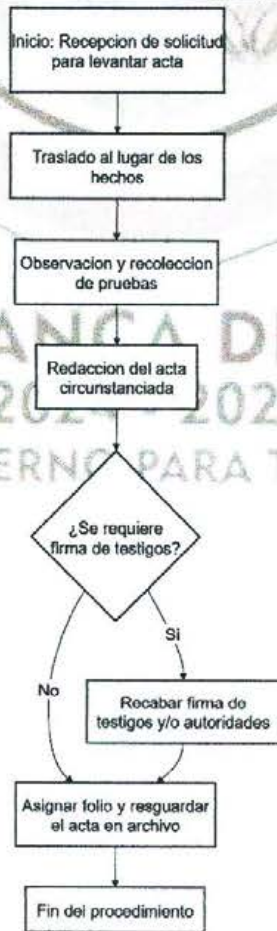 Inicio: Recepcion de solicitud
para levantar acta
Traslado al lugar de los
hechos
Observacion y recoleccion
de pruebas
Redaccion del acta
circunstanciada
¿Se requiere
firma de testigos?
No
Si
Recabar firma de
testigos y/o autoridades
Asignar folio y resguardar
el acta en archivo
Fin del procedimiento